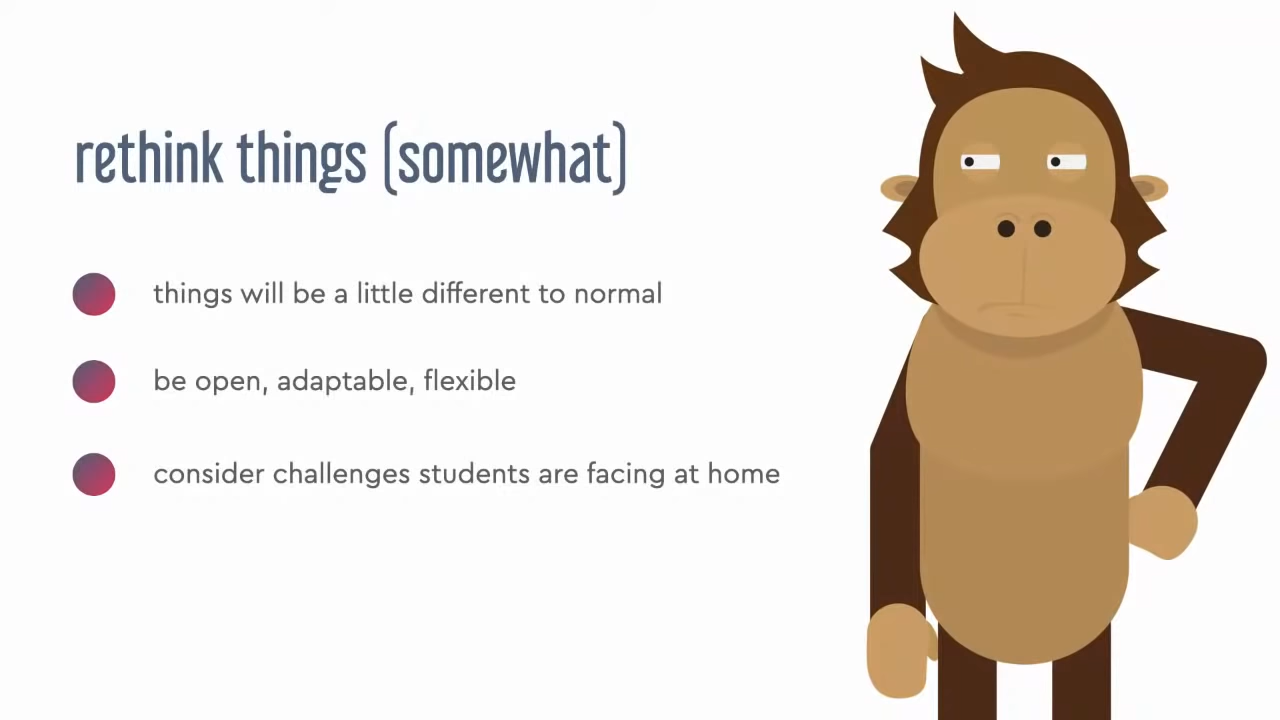 rethink things (somewhat)
things will be a little different to normal
be open, adaptable, flexible
consider challenges students are facing at home